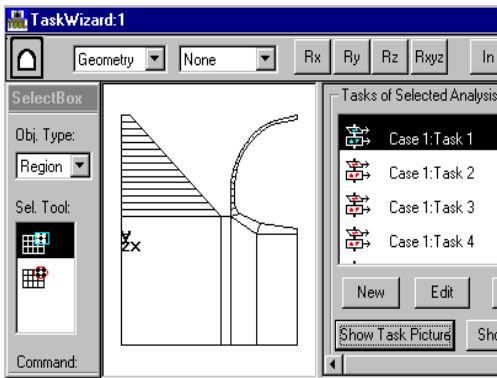 TaskWizard:1
Geometry None Rx Ry Rz Rxyz In
SelectBox
Obj. Type:
Region
Sel. Tool:
Command:
ZX
Tasks of Selected Analysis
Case 1:Task 1
Case 1:Task 2
Case 1:Task 3
Case 1:Task 4
New Edit
Show Task Picture Sho